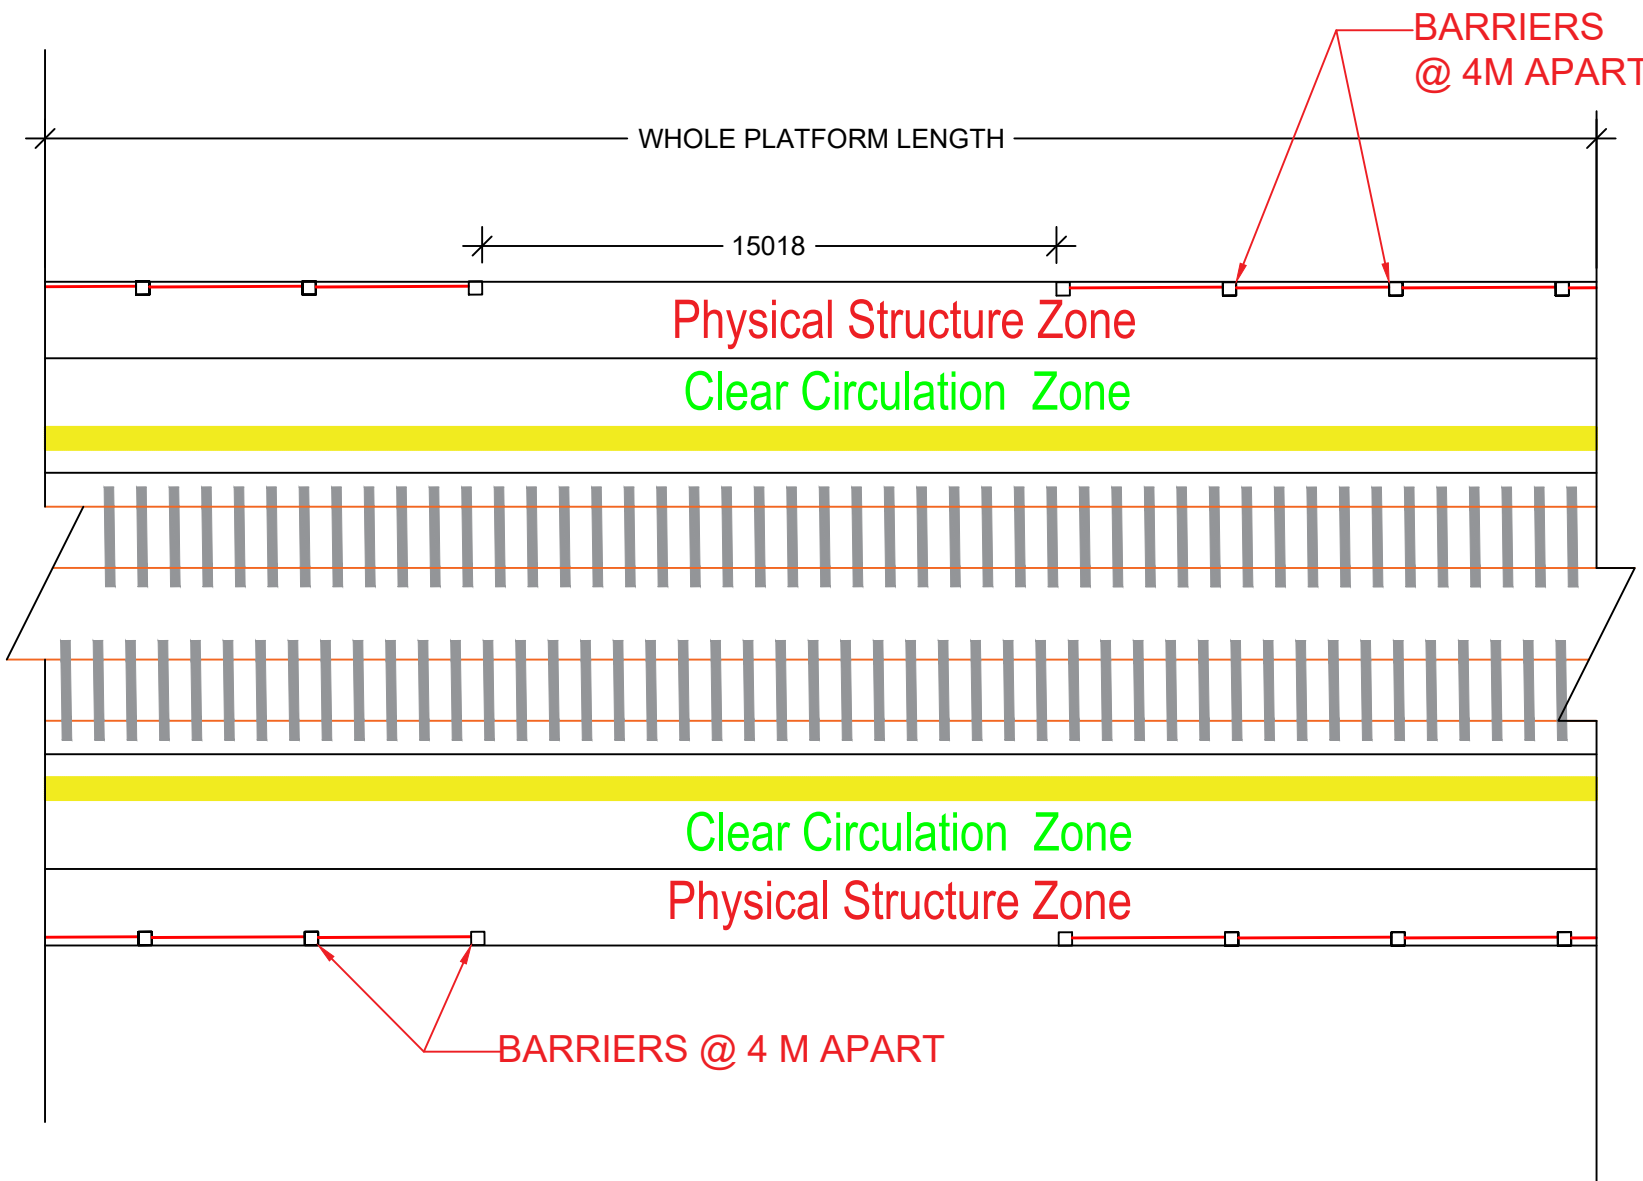 BARRIERS
@ 4M APART
WHOLE PLATFORM LENGTH
15018
Physical Structure Zone
Clear Circulation Zone
Clear Circulation Zone
Physical Structure Zone
BARRIERS @ 4 M APART